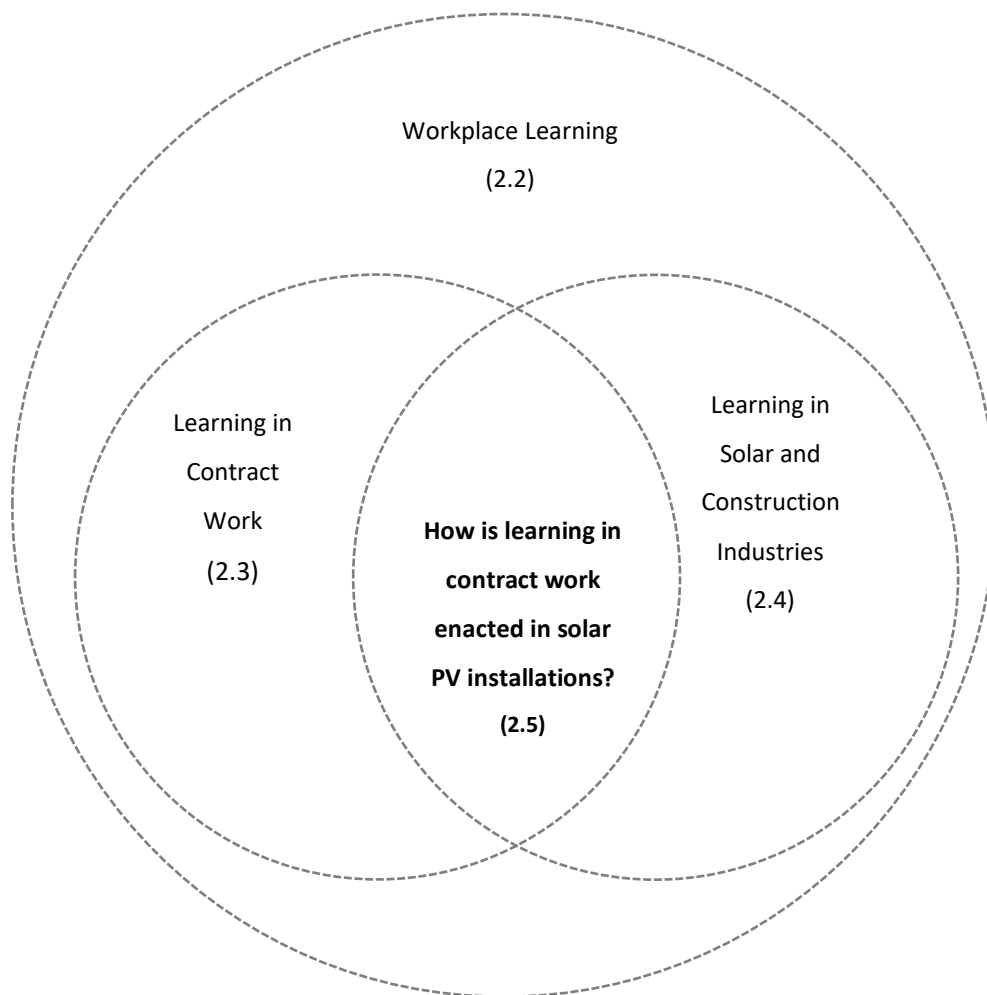 Workplace Learning
(2.2)
Learning in
Contract
Work
(2.3)
How is learning in
contract work
enacted in solar
PV installations?
(2.5)
Learning in
Solar and
Construction
Industries
(2.4)